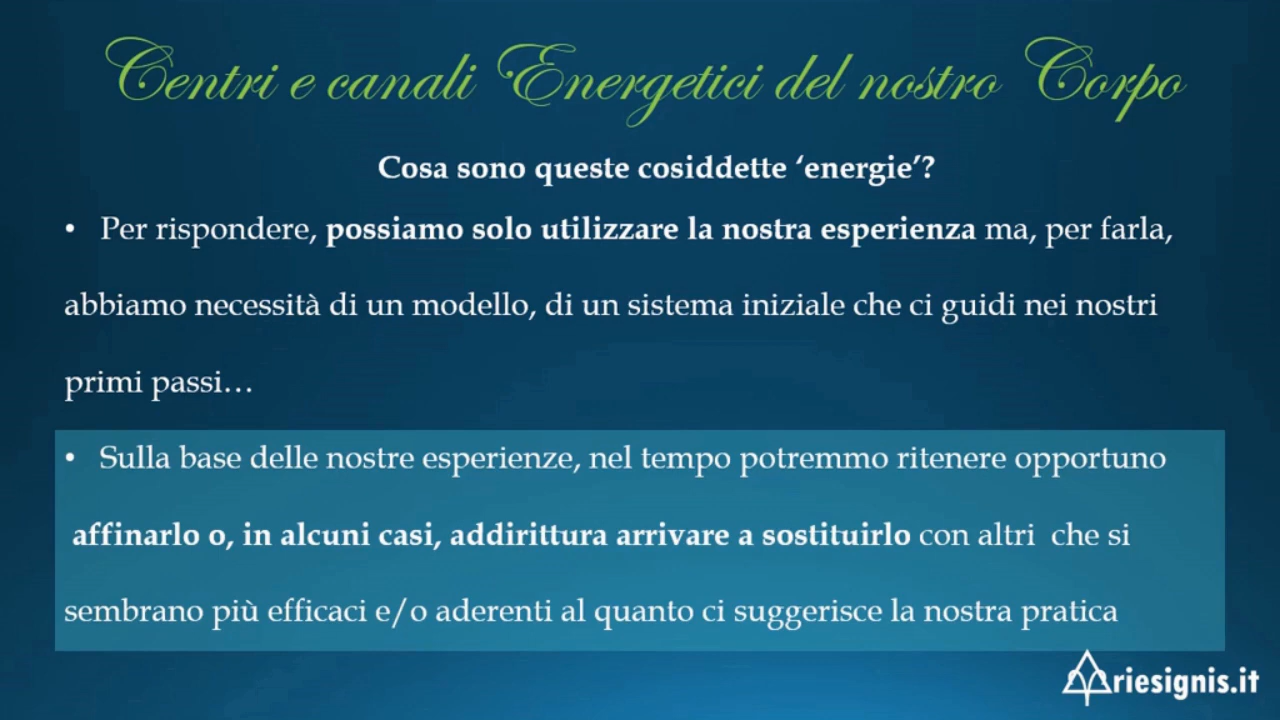 Centri e canali Energetici del nostro Corpo
Cosa sono queste cosiddette ‘energie’?
• Per rispondere, possiamo solo utilizzare la nostra esperienza ma, per farla,
abbiamo necessità di un modello, di un sistema iniziale che ci guidi nei nostri
primi passi…
• Sulla base delle nostre esperienze, nel tempo potremmo ritenere opportuno
affinarlo o, in alcuni casi, addirittura arrivare a sostituirlo con altri che si
sembrano più efficaci e/o aderenti al quanto ci suggerisce la nostra pratica
Ariesignis.it